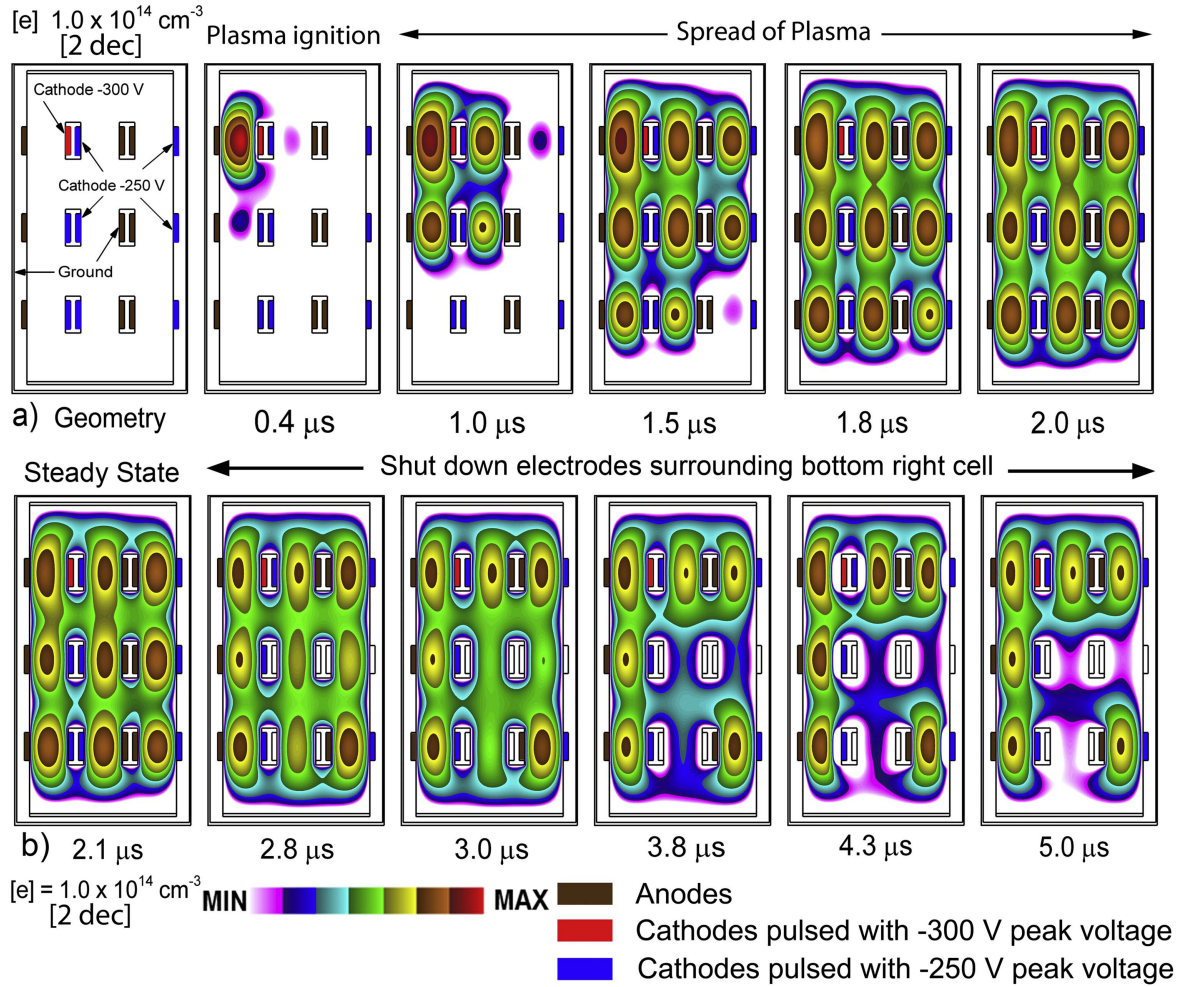 [e] 1.0 x 10¹⁴ cm⁻³
[2 dec]
Plasma ignition
Spread of Plasma
Cathode -300 V
Cathode -250 V
Ground
a) Geometry
0.4 µs
1.0 µs
1.5 µs
1.8 µs
2.0 µs
Steady State
Shut down electrodes surrounding bottom right cell
b) 2.1 µs
2.8 µs
3.0 µs
3.8 µs
4.3 µs
5.0 µs
[e] = 1.0 x 10¹⁴ cm⁻³
[2 dec]
MIN
MAX
Anodes
Cathodes pulsed with -300 V peak voltage
Cathodes pulsed with -250 V peak voltage